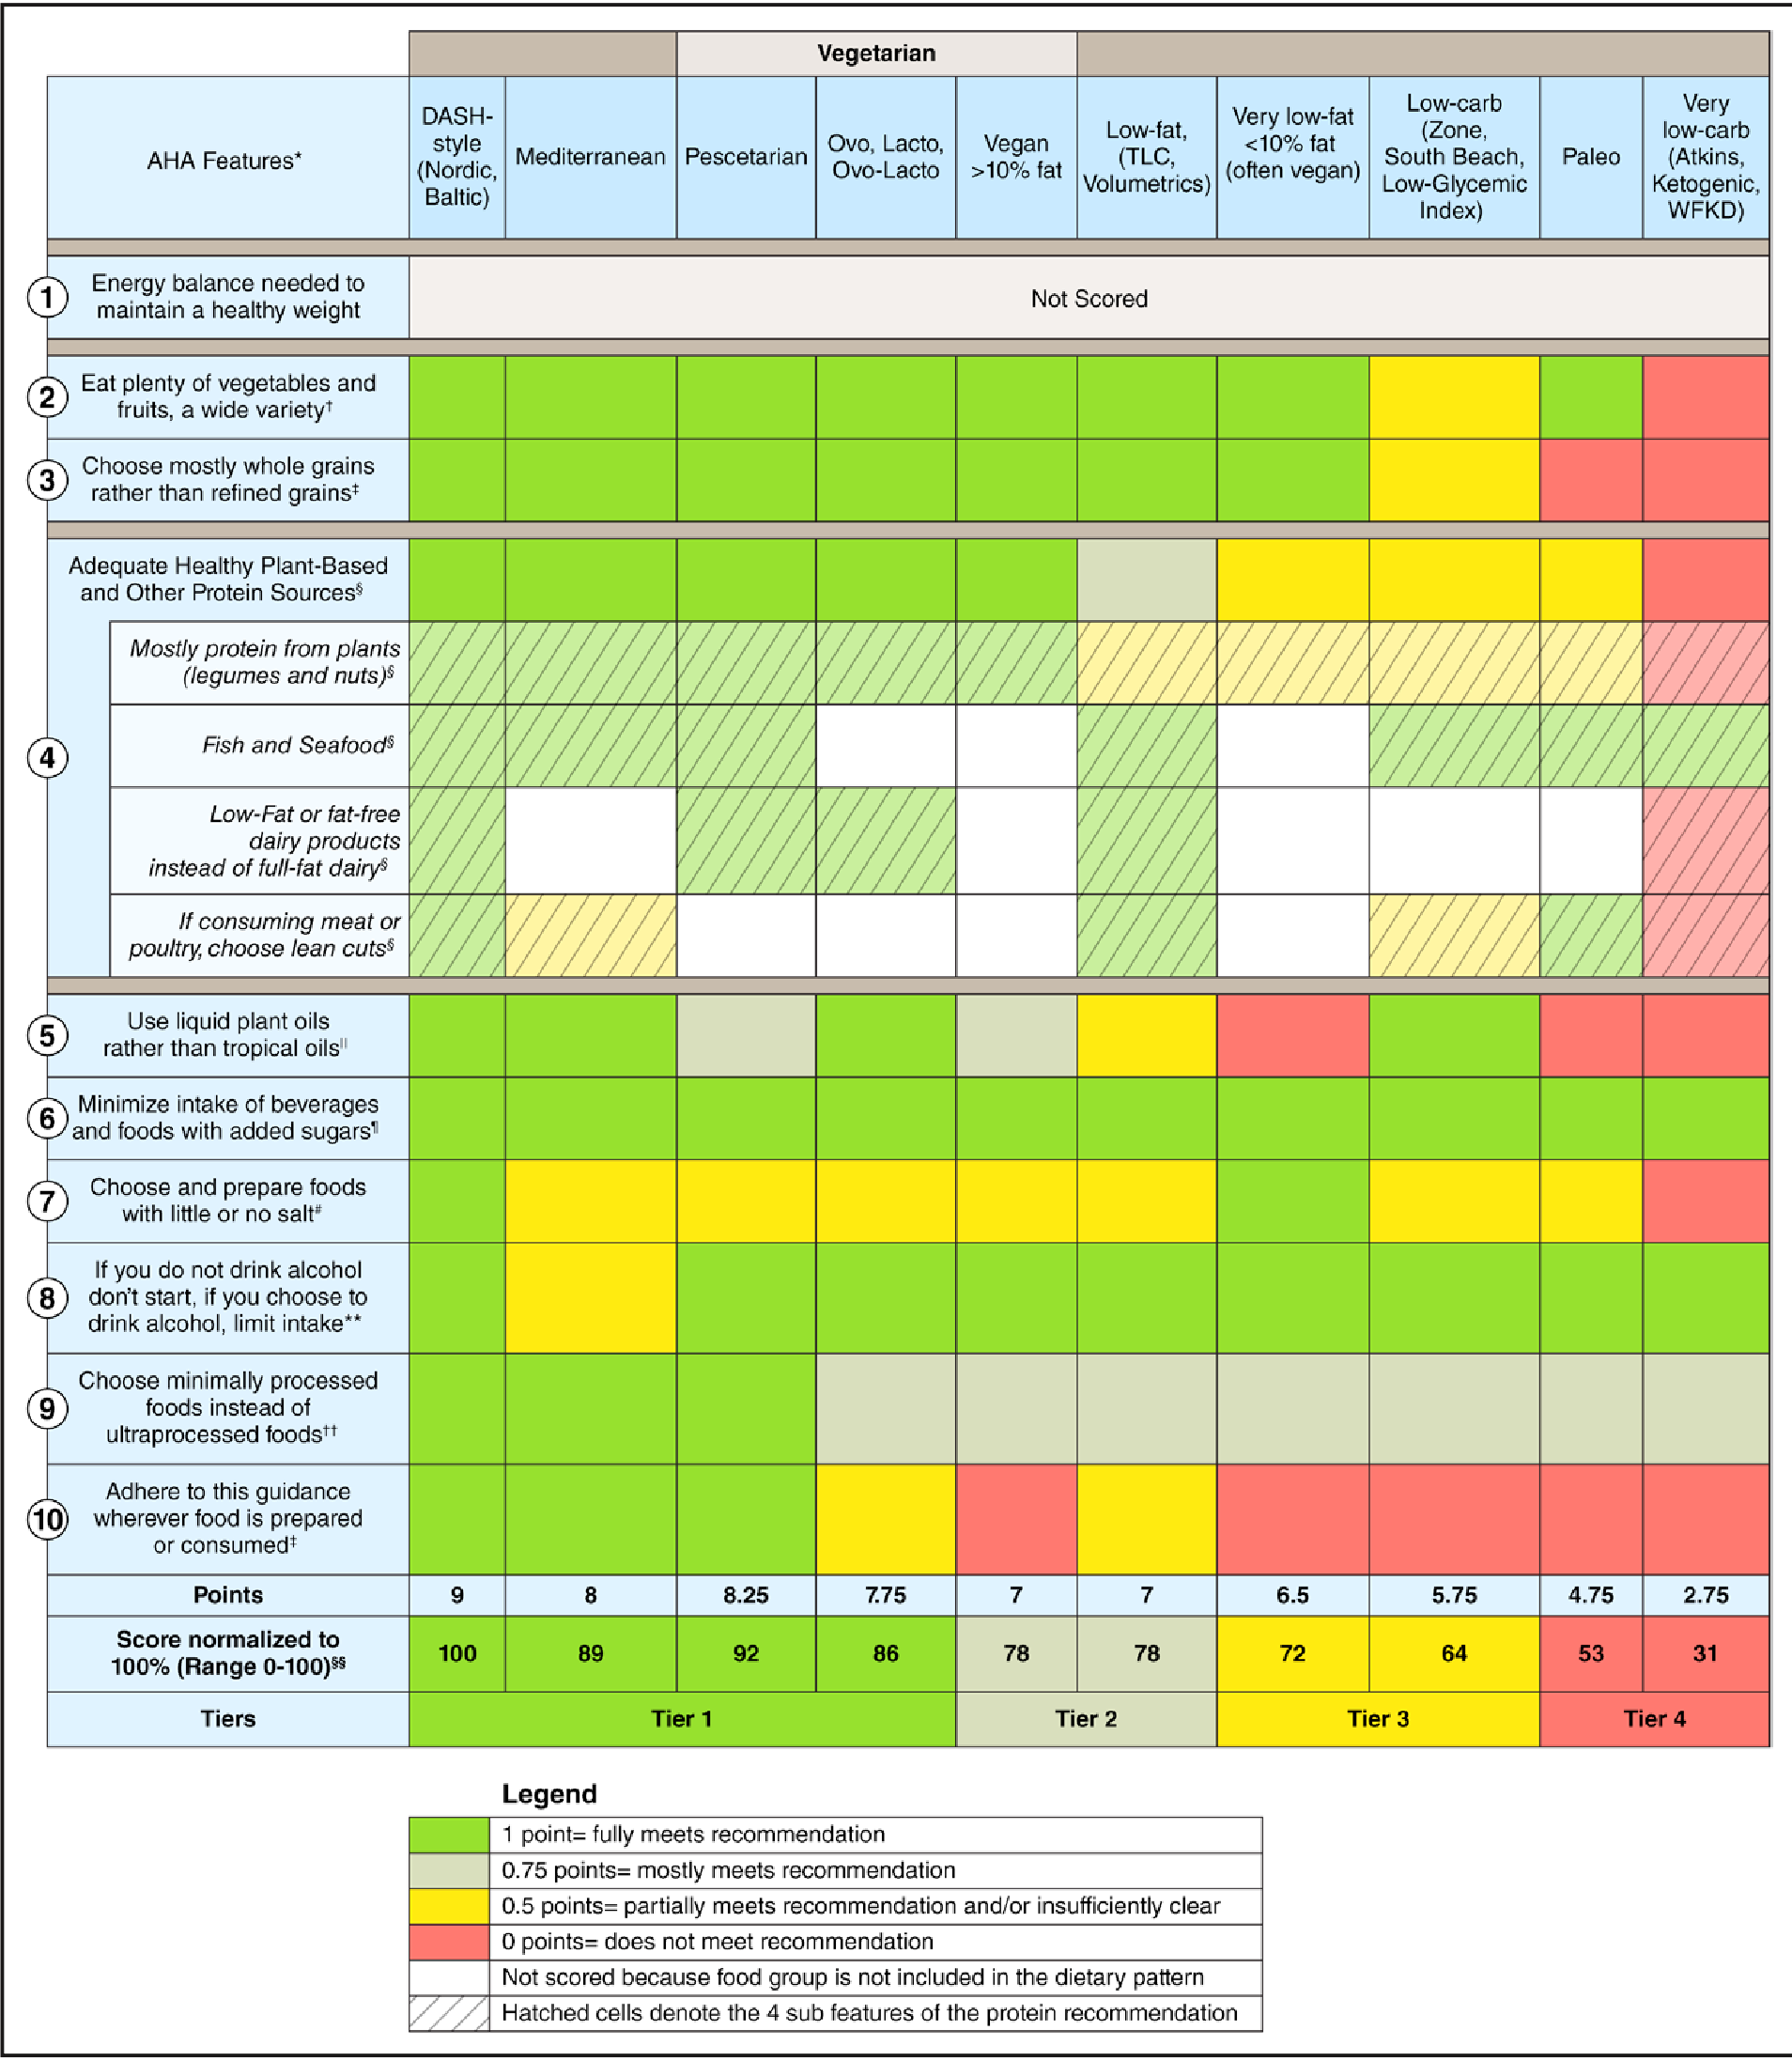 Vegetarian
AHA Features*
DASH-
style
(Nordic,
Baltic)
Mediterranean
Pescetarian
Ovo, Lacto,
Ovo-Lacto
Vegan
>10% fat
Low-fat,
(TLC,
Volumetrics)
Very low-fat
<10% fat
(often vegan)
Low-carb
(Zone,
South Beach,
Low-Glycemic
Index)
Paleo
Very
low-carb
(Atkins,
Ketogenic,
WFKD)
1
Energy balance needed to
maintain a healthy weight
Not Scored
2
Eat plenty of vegetables and
fruits, a wide variety†
3
Choose mostly whole grains
rather than refined grains‡
4
Adequate Healthy Plant-Based
and Other Protein Sources§
Mostly protein from plants
(legumes and nuts)§
Fish and Seafood§
Low-Fat or fat-free
dairy products
instead of full-fat dairy§
If consuming meat or
poultry, choose lean cuts§
5
Use liquid plant oils
rather than tropical oils||
6
Minimize intake of beverages
and foods with added sugars¶
7
Choose and prepare foods
with little or no salt#
8
If you do not drink alcohol
don't start, if you choose to
drink alcohol, limit intake**
9
Choose minimally processed
foods instead of
ultraprocessed foods††
10
Adhere to this guidance
wherever food is prepared
or consumed‡
Points 9 8 8.25 7.75 7 7 6.5 5.75 4.75 2.75
Score normalized to
100% (Range 0-100)§§
100 89 92 86 78 78 72 64 53 31
Tiers Tier 1 Tier 2 Tier 3 Tier 4
Legend
1 point= fully meets recommendation
0.75 points= mostly meets recommendation
0.5 points= partially meets recommendation and/or insufficiently clear
0 points= does not meet recommendation
Not scored because food group is not included in the dietary pattern
Hatched cells denote the 4 sub features of the protein recommendation